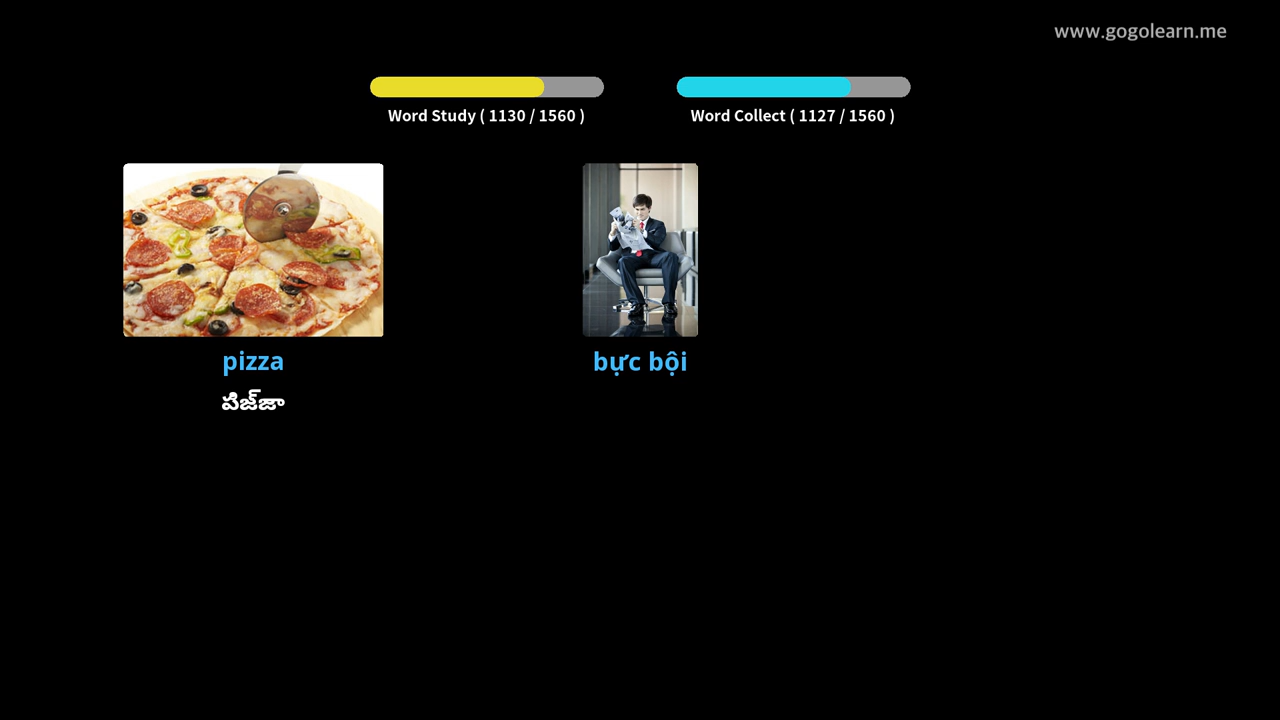 www.gogolearn.me
Word Study ( 1130 / 1560 )
Word Collect ( 1127 / 1560 )
pizza
పిజ్‌జా
bực bội